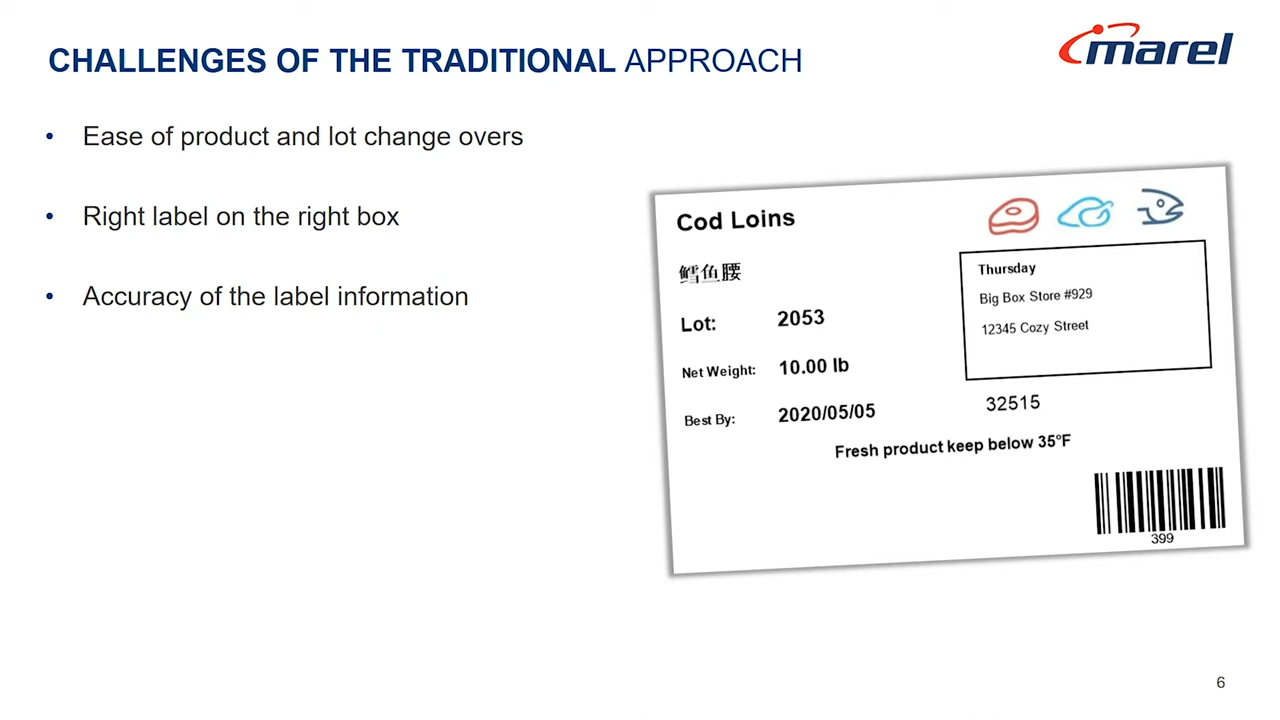 CHALLENGES OF THE TRADITIONAL APPROACH
marel
• Ease of product and lot change overs
• Right label on the right box
• Accuracy of the label information
Cod Loins
鳕鱼腰
Lot: 2053
Net Weight: 10.00 lb
Best By: 2020/05/05
Thursday
Big Box Store #929
12345 Cozy Street
32515
Fresh product keep below 35°F
399
6